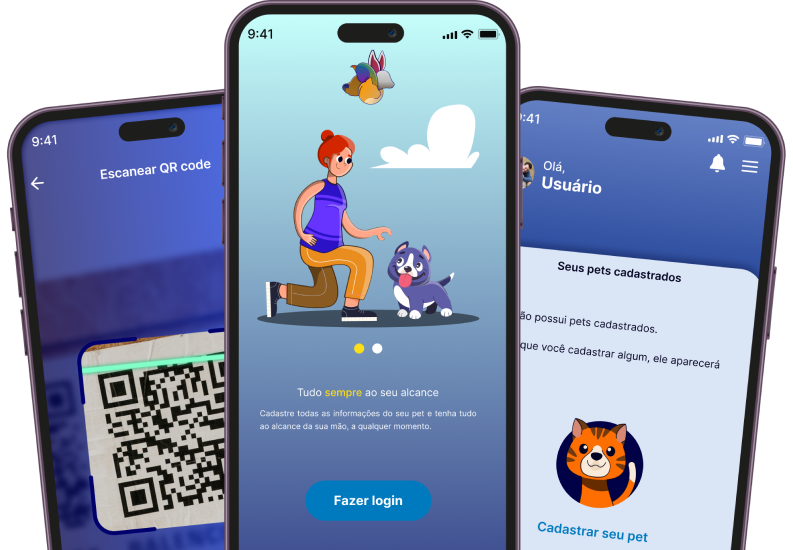 9:41
Escanear QR code
9:41
Tudo sempre ao seu alcance
Cadastre todas as informações do seu pet e tenha tudo
ao alcance da sua mão, a qualquer momento.
Fazer login
:41
Olá,
Usuário
Seus pets cadastrados
ão possui pets cadastrados.
que você cadastrar algum, ele aparecerá
Cadastrar seu pet